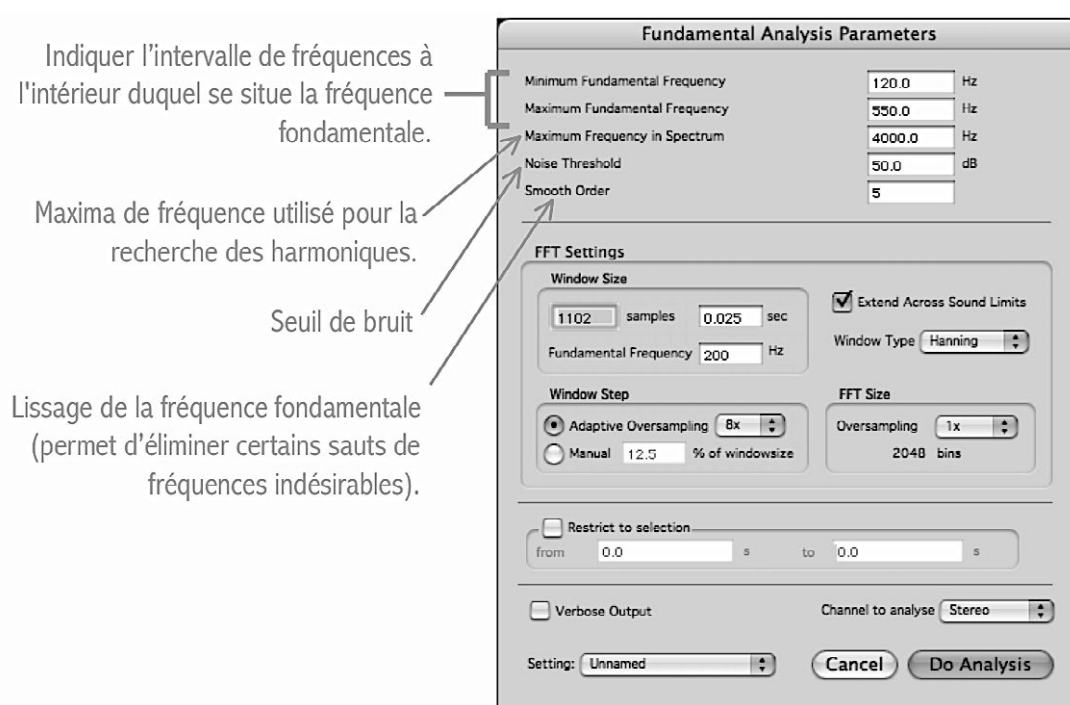 Indiquer l'intervalle de fréquences à
l'intérieur duquel se situe la fréquence
fondamentale.
Maxima de fréquence utilisé pour la
recherche des harmoniques.
Seuil de bruit
Lissage de la fréquence fondamentale
(permet d'éliminer certains sauts de
fréquences indésirables).
Fundamental Analysis Parameters
Minimum Fundamental Frequency 120.0 Hz
Maximum Fundamental Frequency 550.0 Hz
Maximum Frequency in Spectrum 4000.0 Hz
Noise Threshold 50.0 dB
Smooth Order 5
FFT Settings
Window Size
1102 samples 0.025 sec
Fundamental Frequency 200 Hz
Extend Across Sound Limits
Window Type Hanning
Window Step
Adaptive Oversampling 8x
Manual 12.5 % of windowsize
FFT Size
Oversampling 1x
2048 bins
Restrict to selection
from 0.0 s to 0.0 s
Verbose Output Channel to analyse Stereo
Setting: Unnamed Cancel Do Analysis